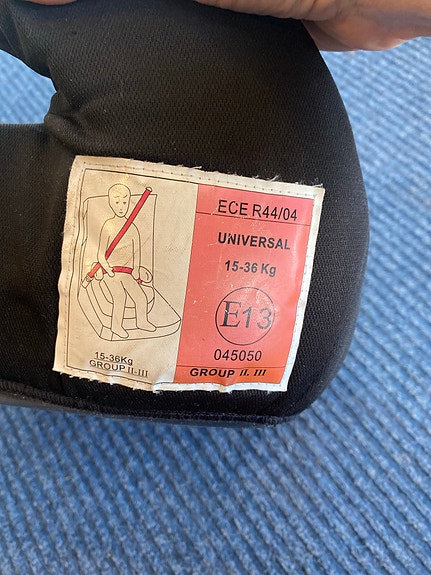 15-36Kg
GROUP II-III
ECE R44/04
UNIVERSAL
15-36 Kg
E13
045050
GROUP II. III